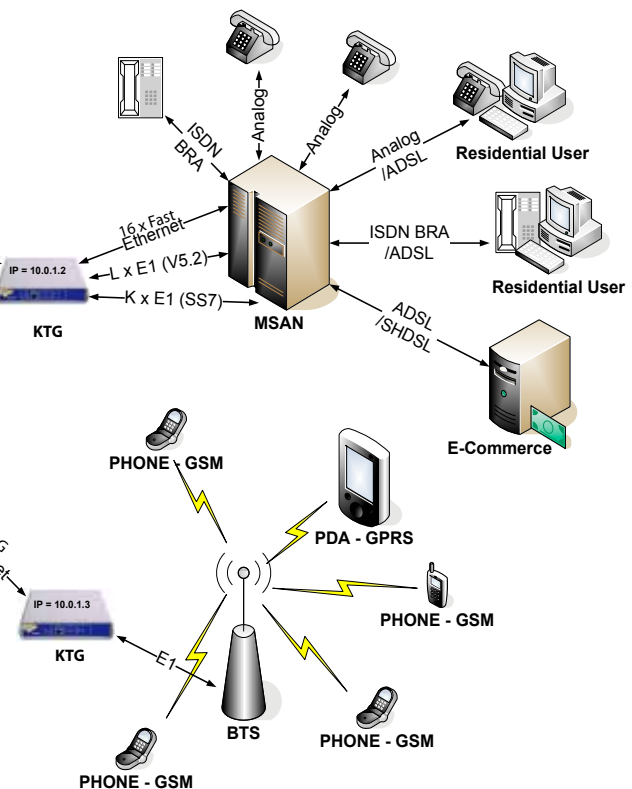 ISDN
BRA
Analog
Analog
Analog
/ADSL
Residential User
16 x Fast
Ethernet
IP = 10.0.1.2
L x E1 (V5.2)
K x E1 (SS7)
KTG
MSAN
ISDN BRA
/ADSL
Residential User
ADSL
/SHDSL
E-Commerce
PHONE - GSM
PDA - GPRS
PHONE - GSM
IP = 10.0.1.3
KTG
E1
BTS
PHONE - GSM
PHONE - GSM